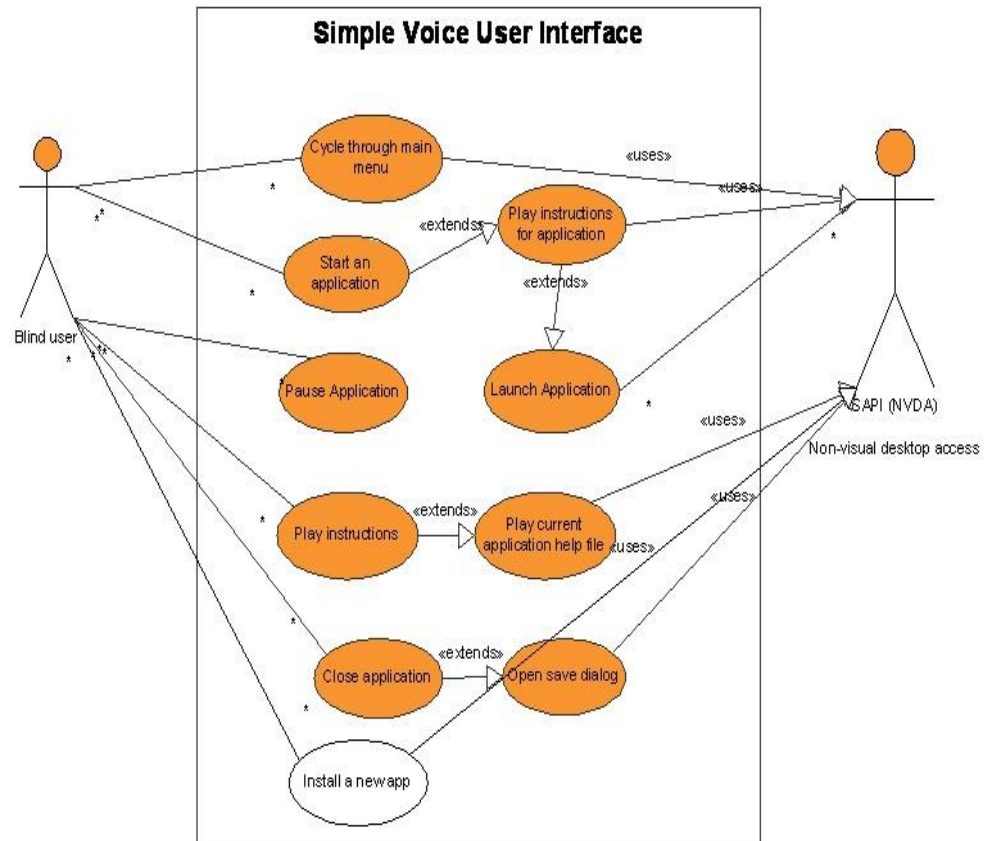 Simple Voice User Interface
Cycle through main
menu
«uses»
«uses»
Play instructions
for application
«extends»
Start an
application
«extends»
*
**
*
*
Blind user
*
*
**
Pause Application
*
Launch Application
*
SAPI (NVDA)
Non-visual desktop access
«uses»
«uses»
«extends»
Play instructions
*
Play current
application help file
«uses»
*
«extends»
Close application
Open save dialog
*
Install a new app